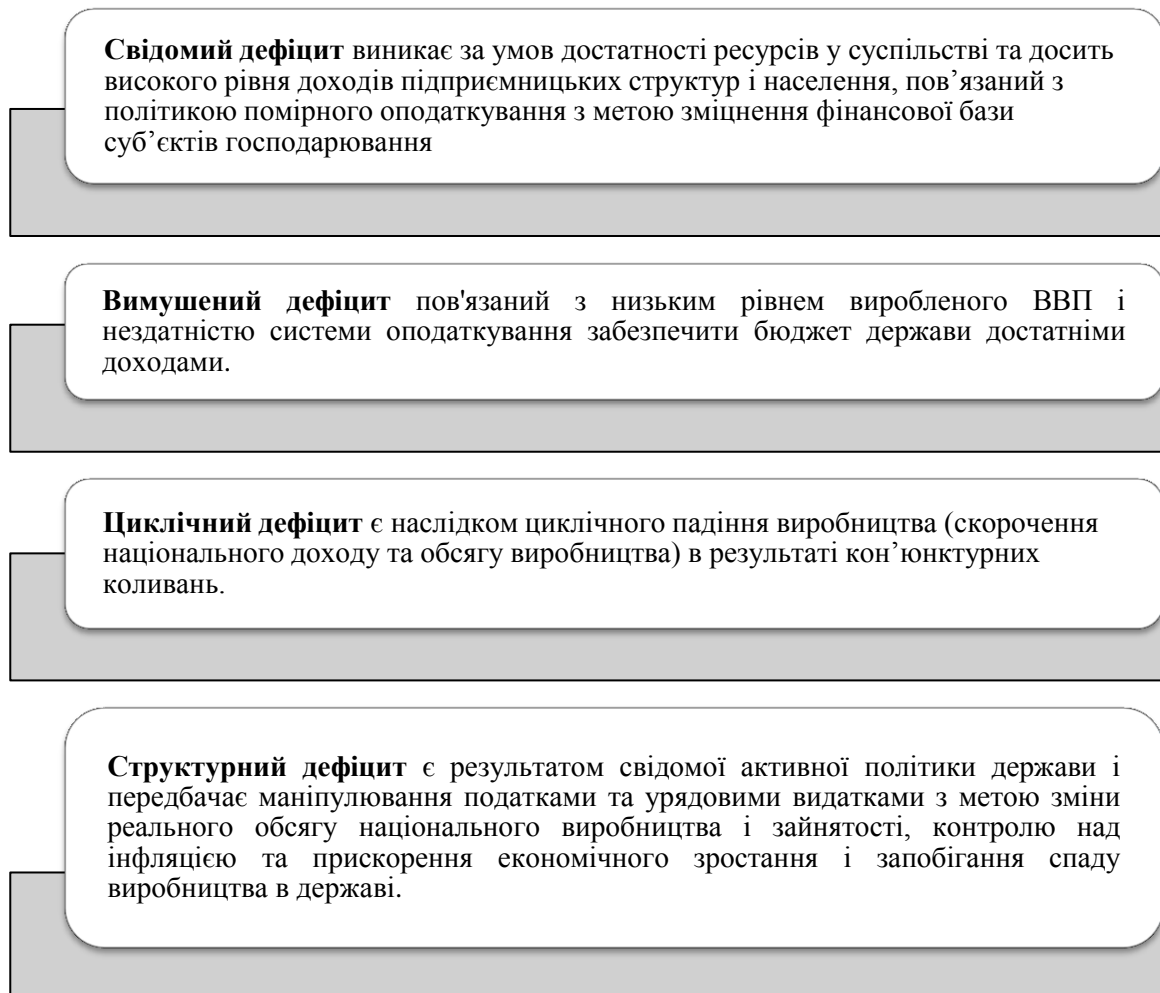 Свідомий дефіцит виникає за умов достатності ресурсів у суспільстві та досить
високого рівня доходів підприємницьких структур і населення, пов’язаний з
політикою помірного оподаткування з метою зміцнення фінансової бази
суб’єктів господарювання
Вимушений дефіцит пов'язаний з низьким рівнем виробленого ВВП і
нездатністю системи оподаткування забезпечити бюджет держави достатніми
доходами.
Циклічний дефіцит є наслідком циклічного падіння виробництва (скорочення
національного доходу та обсягу виробництва) в результаті кон’юнктурних
коливань.
Структурний дефіцит є результатом свідомої активної політики держави і
передбачає маніпулювання податками та урядовими видатками з метою зміни
реального обсягу національного виробництва і зайнятості, контролю над
інфляцією та прискорення економічного зростання і запобігання спаду
виробництва в державі.